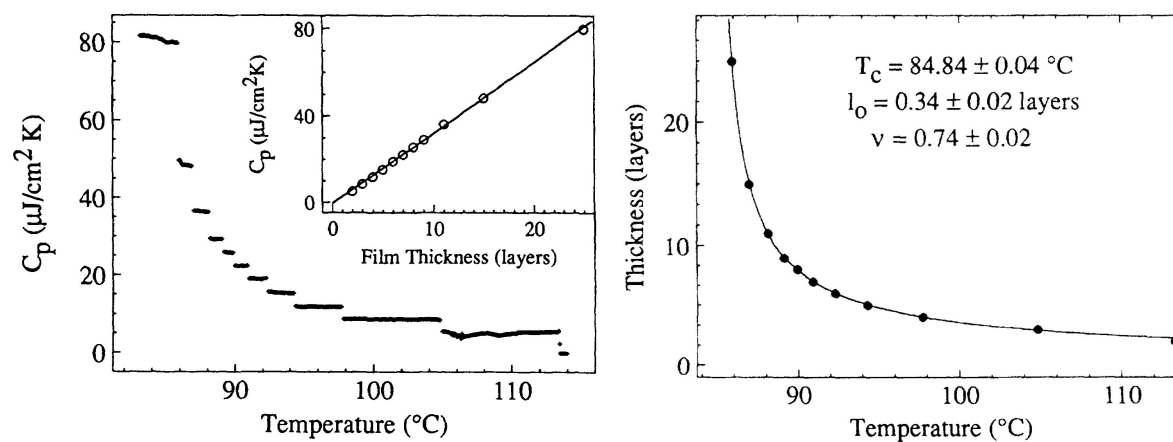 80
60
40
20
0
C_p (μJ/cm² K)
90
100
110
Temperature (°C)
80
40
0
C_p (μJ/cm²K)
0
10
20
Film Thickness (layers)
20
10
0
Thickness (layers)
T_c = 84.84 ± 0.04 °C
l_o = 0.34 ± 0.02 layers
ν = 0.74 ± 0.02
90
100
110
Temperature (°C)